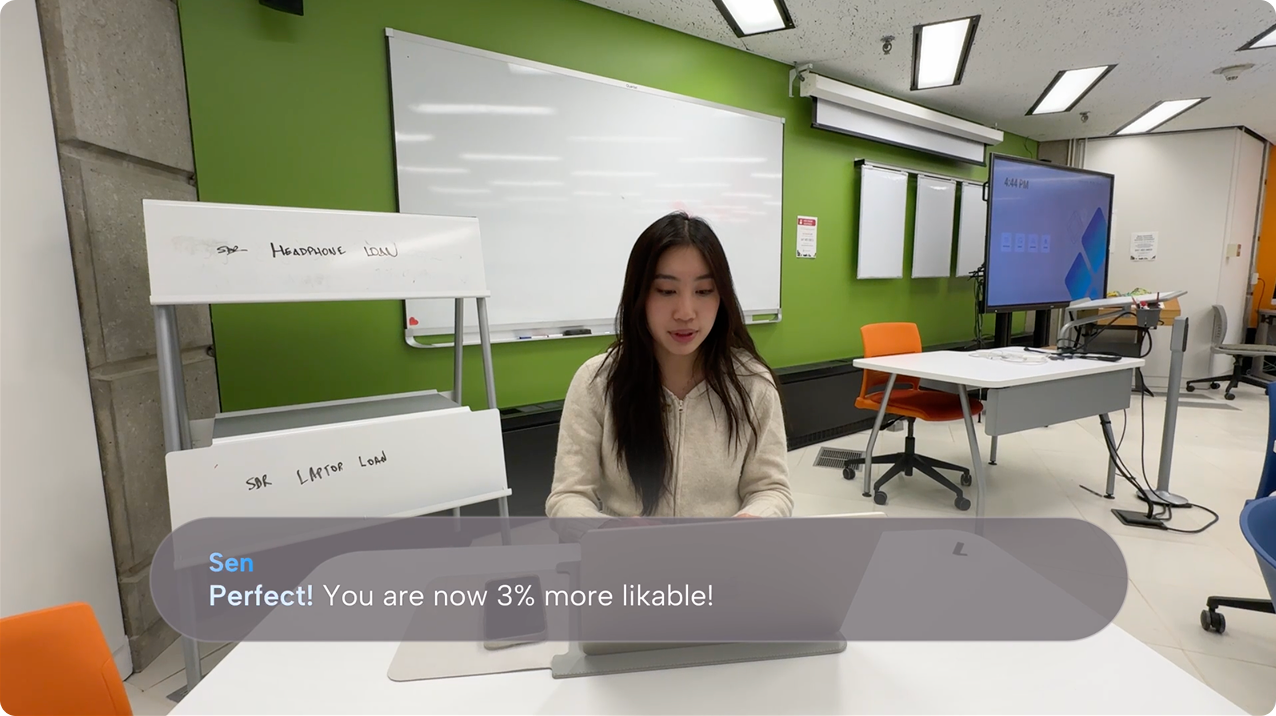 4:44 PM
SDR- HEADPHONE LOAN
SDR LAPTOP LOAN
Sen
Perfect! You are now 3% more likable!